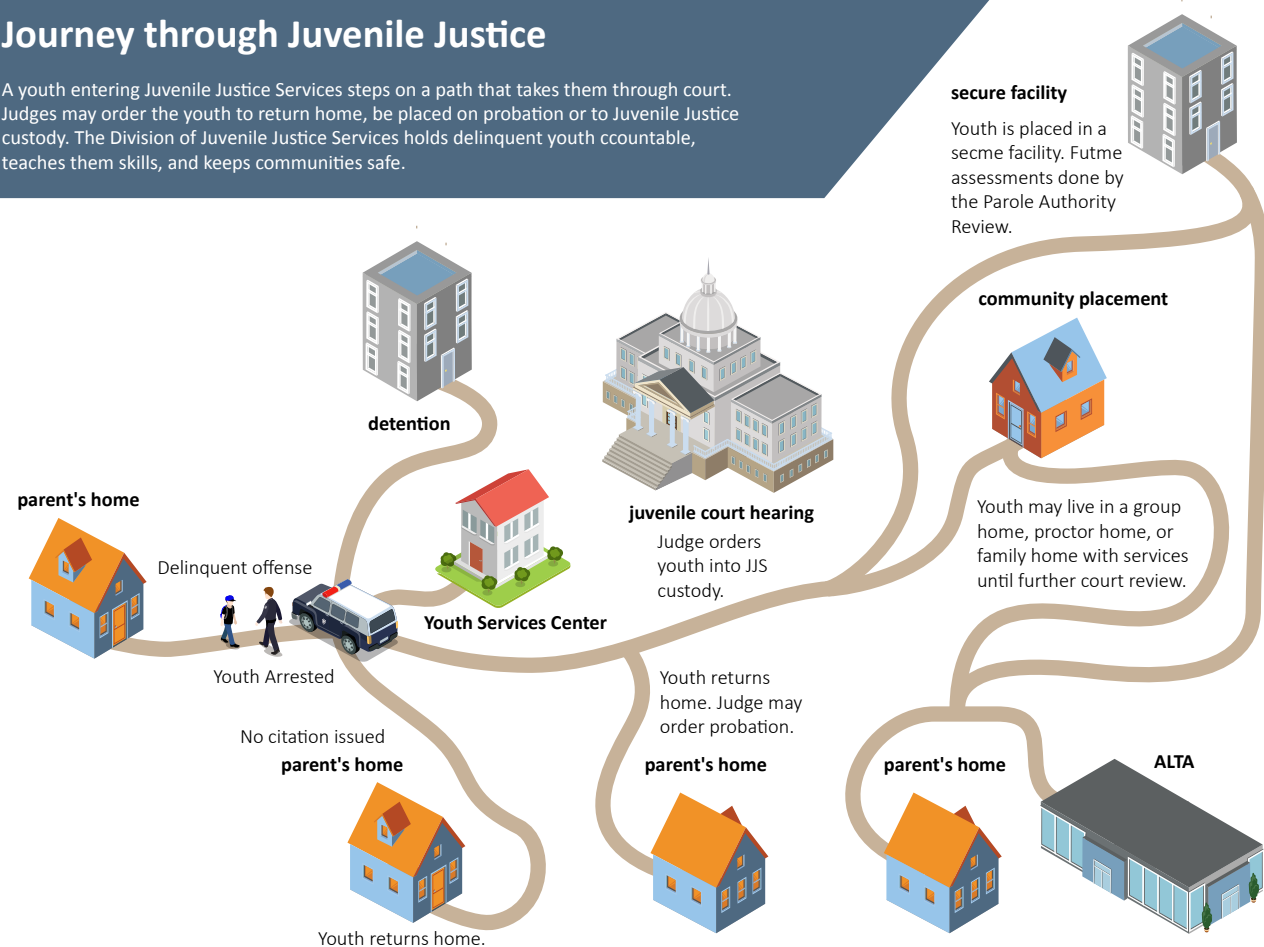 Journey through Juvenile Justice
A youth entering Juvenile Justice Services steps on a path that takes them through court.
Judges may order the youth to return home, be placed on probation or to Juvenile Justice
custody. The Division of Juvenile Justice Services holds delinquent youth ccountable,
teaches them skills, and keeps communities safe.
secure facility
Youth is placed in a
secme facility. Futme
assessments done by
the Parole Authority
Review.
community placement
detention
parent's home
juvenile court hearing
Youth may live in a group
home, proctor home, or
family home with services
until further court review.
Judge orders
youth into JJS
custody.
Delinquent offense
Youth Services Center
Youth Arrested
Youth returns
home. Judge may
order probation.
No citation issued
parent's home
parent's home
parent's home
ALTA
Youth returns home.